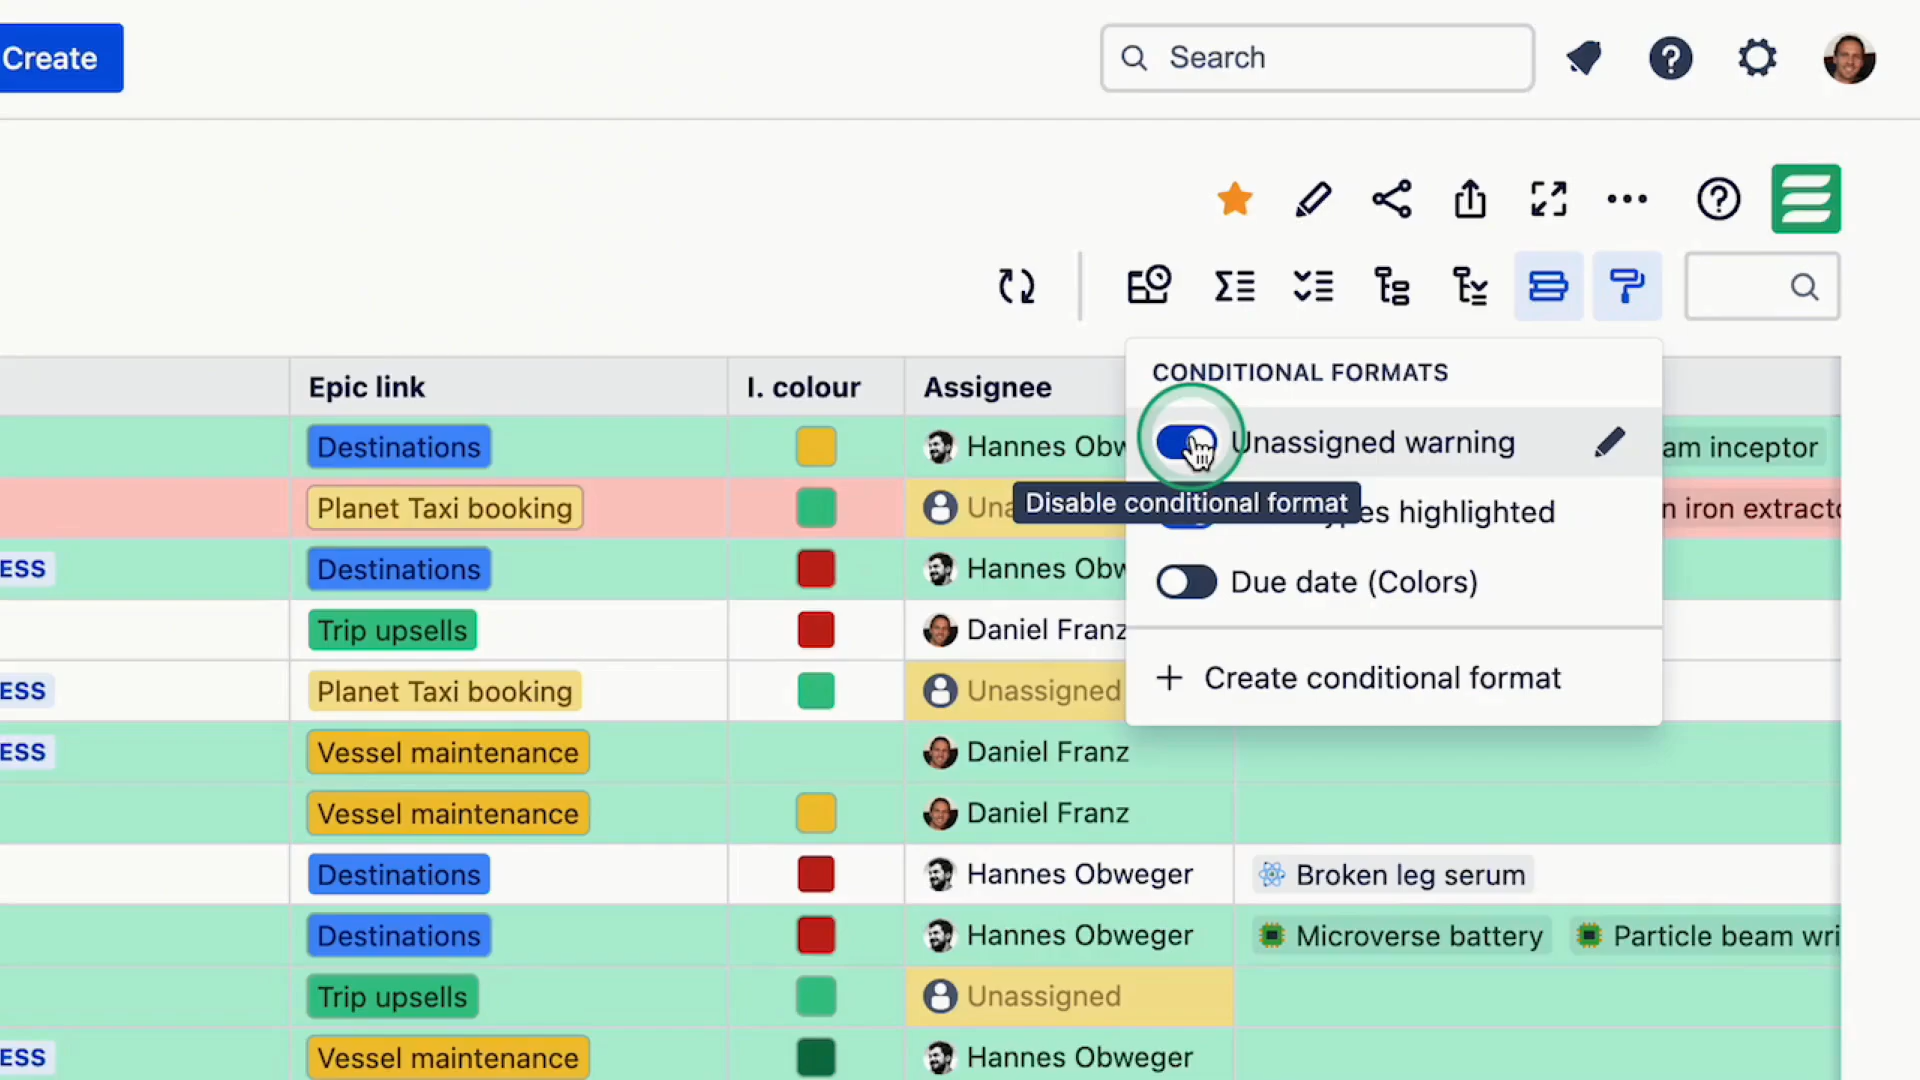 Create
Search
CONDITIONAL FORMATS
Epic link
I. colour
Assignee
Unassigned warning
Destinations
Hannes Obw
am inceptor
Disable conditional format
Planet Taxi booking
Una
pes highlighted
n iron extracto
ESS
Destinations
Hannes Obw
Due date (Colors)
Trip upsells
Daniel Franz
ESS
Planet Taxi booking
Unassigned
Create conditional format
ESS
Vessel maintenance
Daniel Franz
Vessel maintenance
Daniel Franz
Destinations
Hannes Obweger
Broken leg serum
Destinations
Hannes Obweger
Microverse battery
Particle beam wri
Trip upsells
Unassigned
ESS
Vessel maintenance
Hannes Obweger